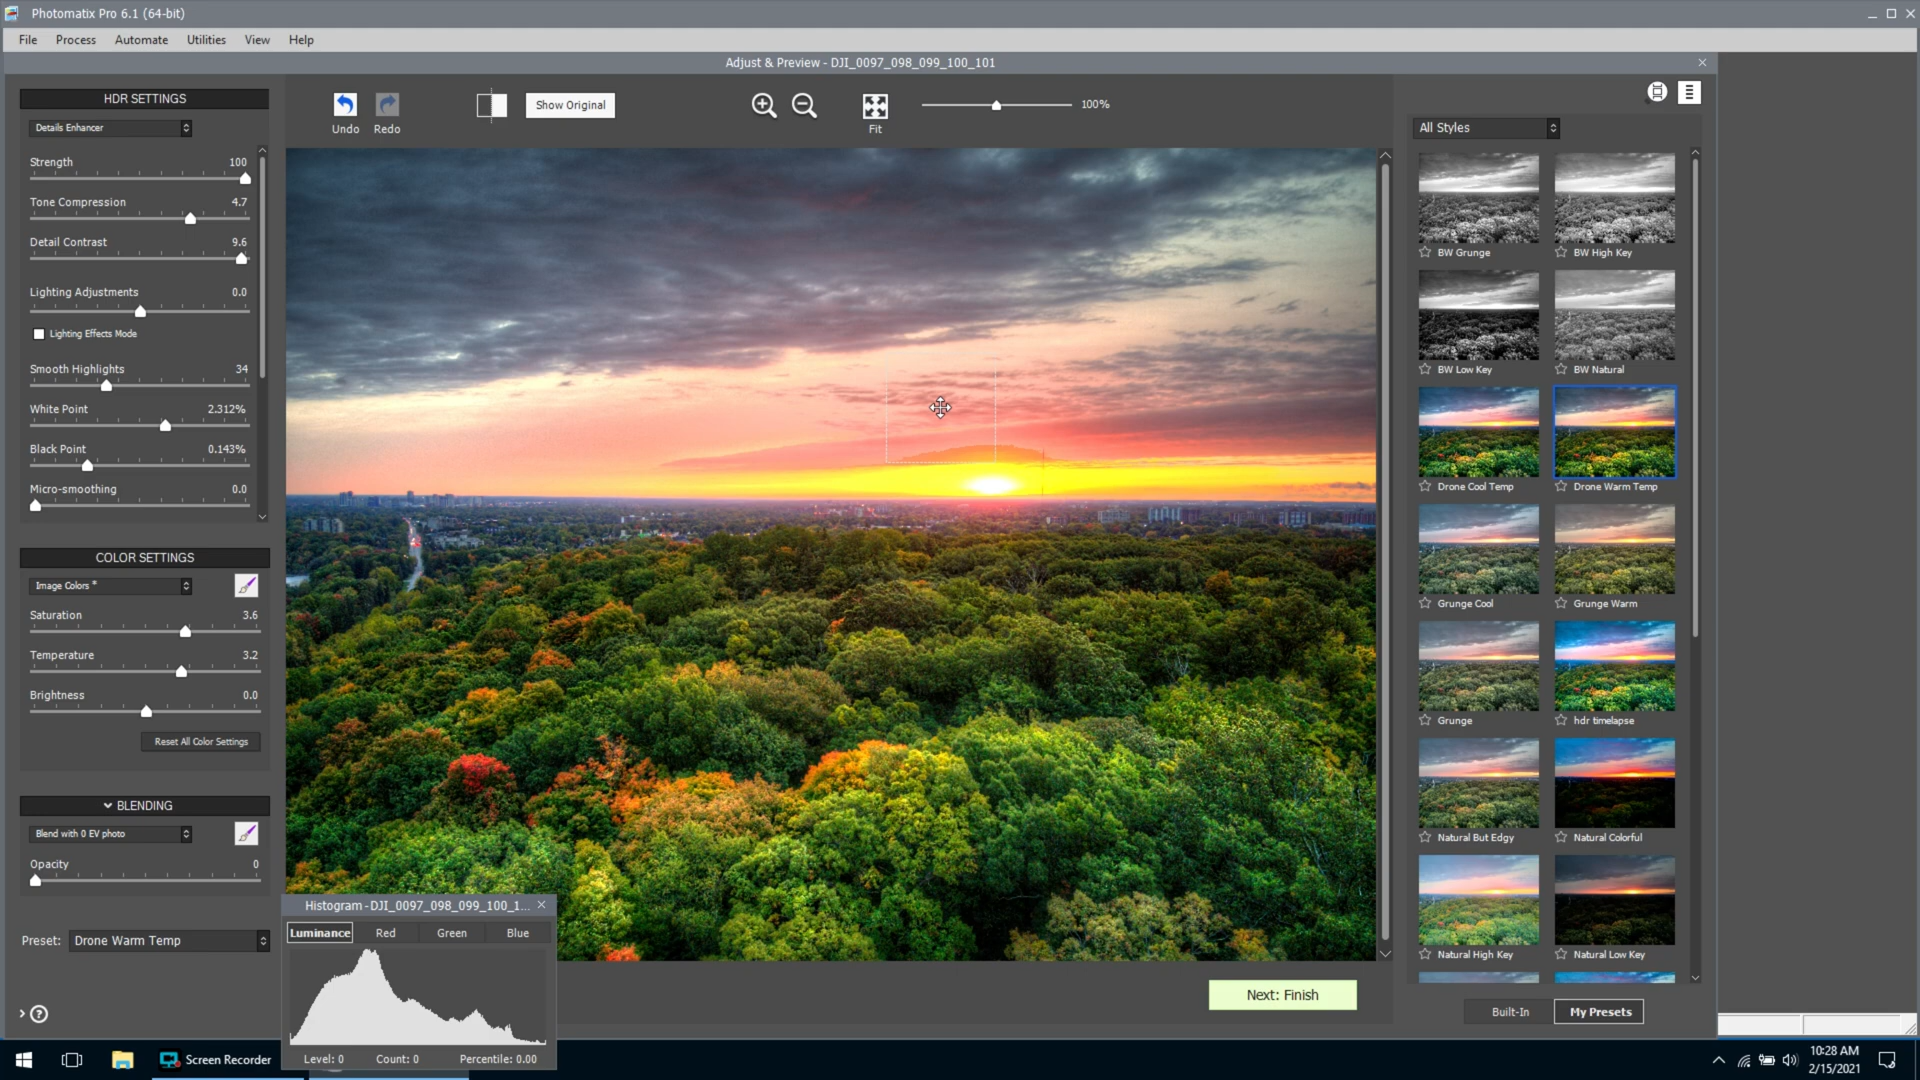 Photomatix Pro 6.1 (64-bit)
File Process Automate Utilities View Help
Adjust & Preview - DJI_0097_098_099_100_101
HDR SETTINGS
Details Enhancer
Strength 100
Tone Compression 4.7
Detail Contrast 9.6
Lighting Adjustments 0.0
Lighting Effects Mode
Smooth Highlights 34
White Point 2.312%
Black Point 0.143%
Micro-smoothing 0.0
COLOR SETTINGS
Image Colors *
Saturation 3.6
Temperature 3.2
Brightness 0.0
Reset All Color Settings
BLENDING
Blend with 0 EV photo
Opacity 0
Preset: Drone Warm Temp
?
Undo Redo
Show Original
Fit
100%
Histogram - DJI_0097_098_099_100_1...
Luminance Red Green Blue
Level: 0 Count: 0 Percentile: 0.00
Next: Finish
All Styles
BW Grunge BW High Key
BW Low Key BW Natural
Drone Cool Temp Drone Warm Temp
Grunge Cool Grunge Warm
Grunge hdr timelapse
Natural But Edgy Natural Colorful
Natural High Key Natural Low Key
Built-In My Presets
Screen Recorder
10:28 AM
2/15/2021